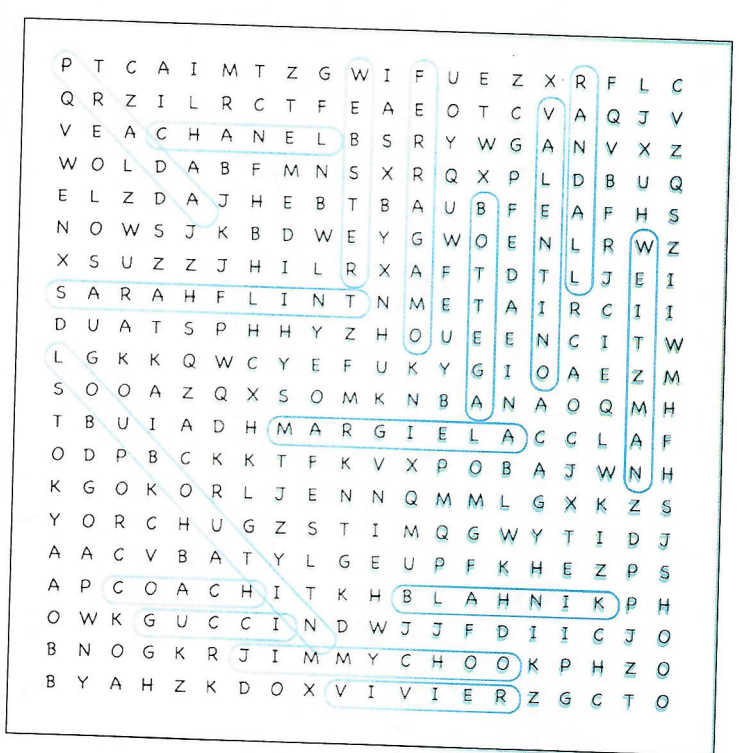 P T C A I M T Z G W I F U E Z X R F L C
Q R Z I L R C T F E A E O T C V A Q J V
V E A C H A N E L B S R Y W G A N V X Z
W O L D A B F M N S X R Q X P L D B U Q
E L Z D A J H E B T B A U B F E A F H S
N O W S J K B D W E Y G W O E N L R W Z
X S U Z Z J H I L R X A F T D T L J E I
S A R A H F L I N T N M E T A I R C I I
D U A T S P H H Y Z H O U E E N C I T W
L G K K Q W C Y E F U K Y G I O A E Z M
S O O A Z Q X S O M K N B A N A O Q M H
T B U I A D H M A R G I E L A C C L A F
O D P B C K K T F K V X P O B A J W N H
K G O K O R L J E N N Q M M L G X K Z S
Y O R C H U G Z S T I M Q G W Y T I D J
A A C V B A T Y L G E U P F K H E Z P S
A P C O A C H I T K H B L A H N I K P H
O W K G U C C I N D W J J F D I I C J O
B N O G K R J I M M Y C H O O K P H Z O
B Y A H Z K D O X V I V I E R Z G C T O